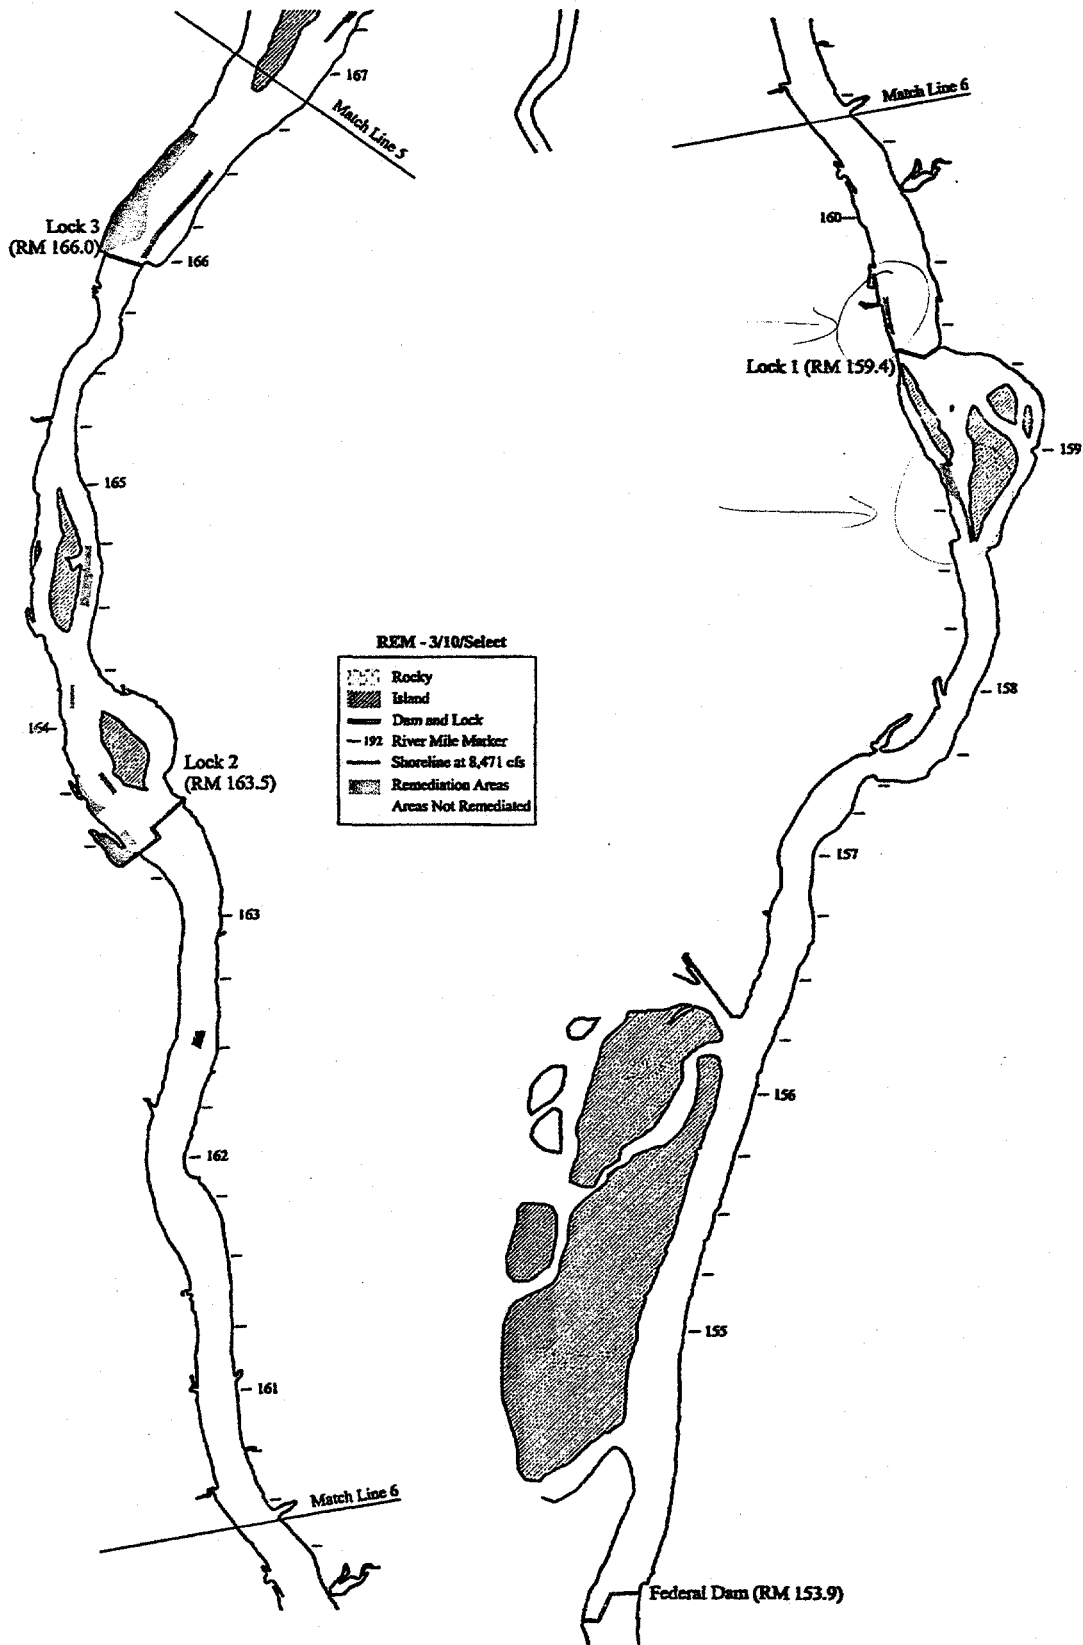 167
Match Line 5
Lock 3
(RM 166.0)
166
165
164
Lock 2
(RM 163.5)
163
162
161
Match Line 6
REM - 3/10/Select
Rocky
Island
Dam and Lock
192 River Mile Marker
Shoreline at 8,471 cfs
Remediation Areas
Areas Not Remediated
Match Line 6
160
Lock 1 (RM 159.4)
159
158
157
156
155
Federal Dam (RM 153.9)